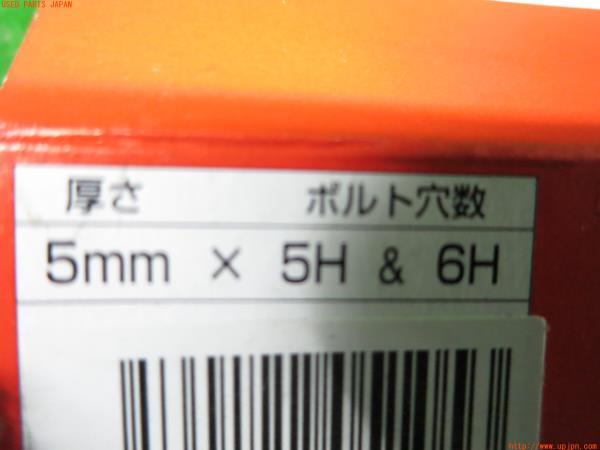 USED PARTS JAPAN
厚さ ボルト穴数
5mm × 5H & 6H
http://www.upjpn.com/